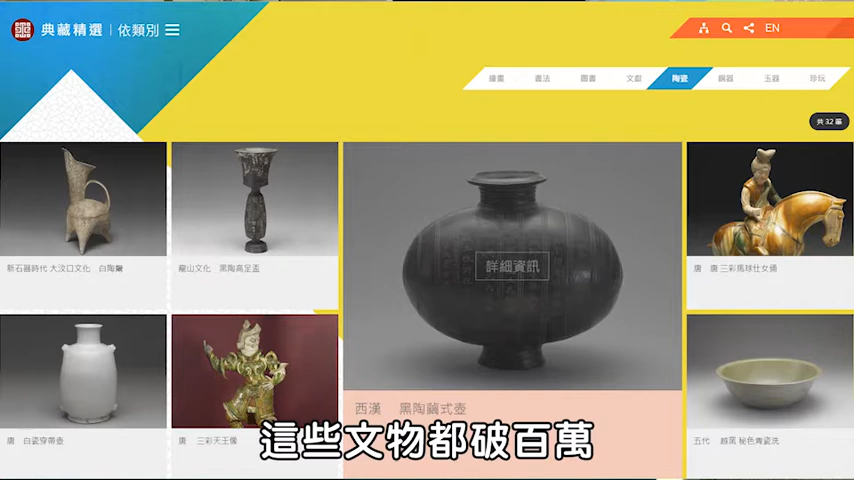 典藏精選 | 依類別
EN
繪畫 書法 圖書 文獻 陶瓷 銅器 玉器 珍玩
共 32 筆
新石器時代 大汶口文化 白陶鬹
龍山文化 黑陶高足盃
詳細資訊
西漢 黑陶繭式壺
唐 唐 三彩馬球仕女俑
唐 白瓷穿帶壺
唐 三彩天王像
五代 越窯 秘色青瓷洗
這些文物都破百萬